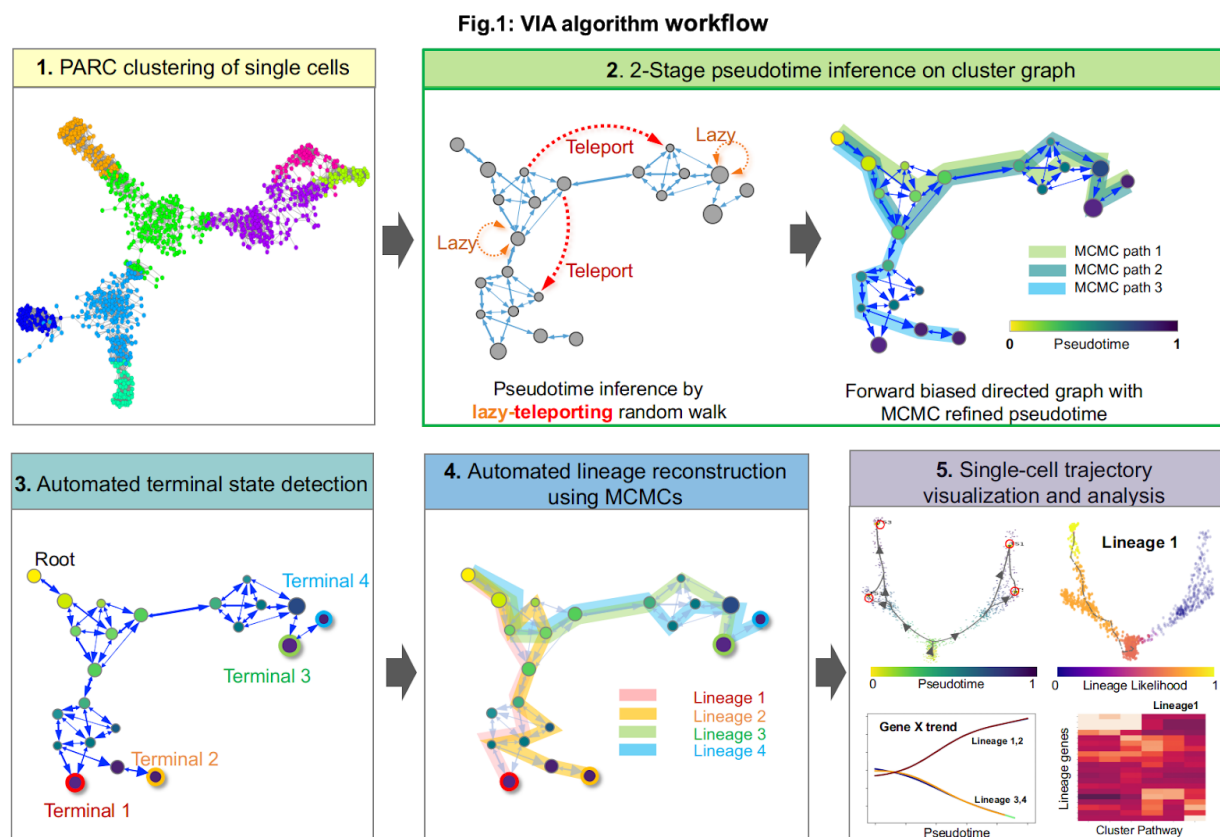 Fig.1: VIA algorithm workflow
1. PARC clustering of single cells
2. 2-Stage pseudotime inference on cluster graph
Teleport
Lazy
Lazy
Teleport
Pseudotime inference by
lazy-teleporting random walk
MCMC path 1
MCMC path 2
MCMC path 3
0
Pseudotime
1
Forward biased directed graph with
MCMC refined pseudotime
3. Automated terminal state detection
Root
Terminal 4
Terminal 3
Terminal 2
Terminal 1
4. Automated lineage reconstruction
using MCMCs
Lineage 1
Lineage 2
Lineage 3
Lineage 4
5. Single-cell trajectory
visualization and analysis
Lineage 1
0
Pseudotime
1
0
Lineage Likelihood
1
Gene X trend
Lineage 1,2
Lineage 3,4
Pseudotime
Lineage1
Lineage genes
Cluster Pathway